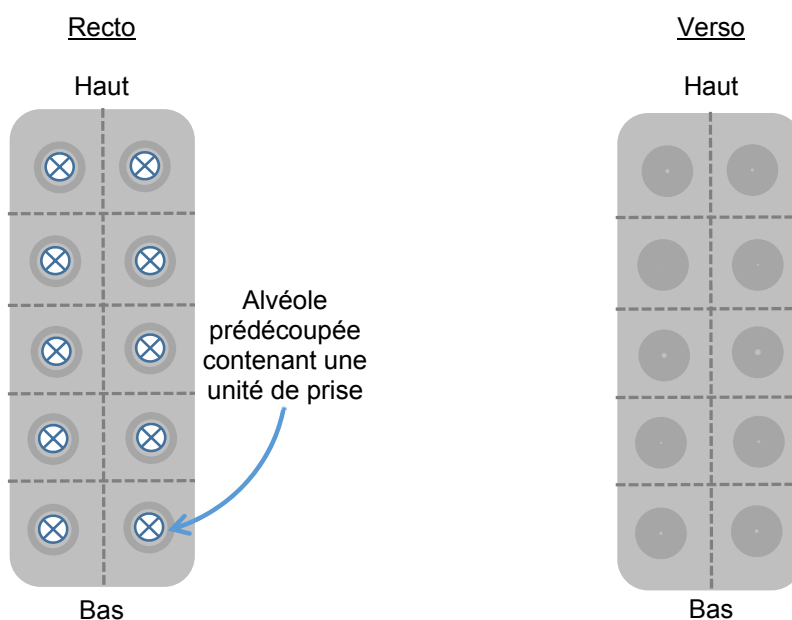 Recto
Verso
Haut
Haut
Alvéole
prédécoupée
contenant une
unité de prise
Bas
Bas